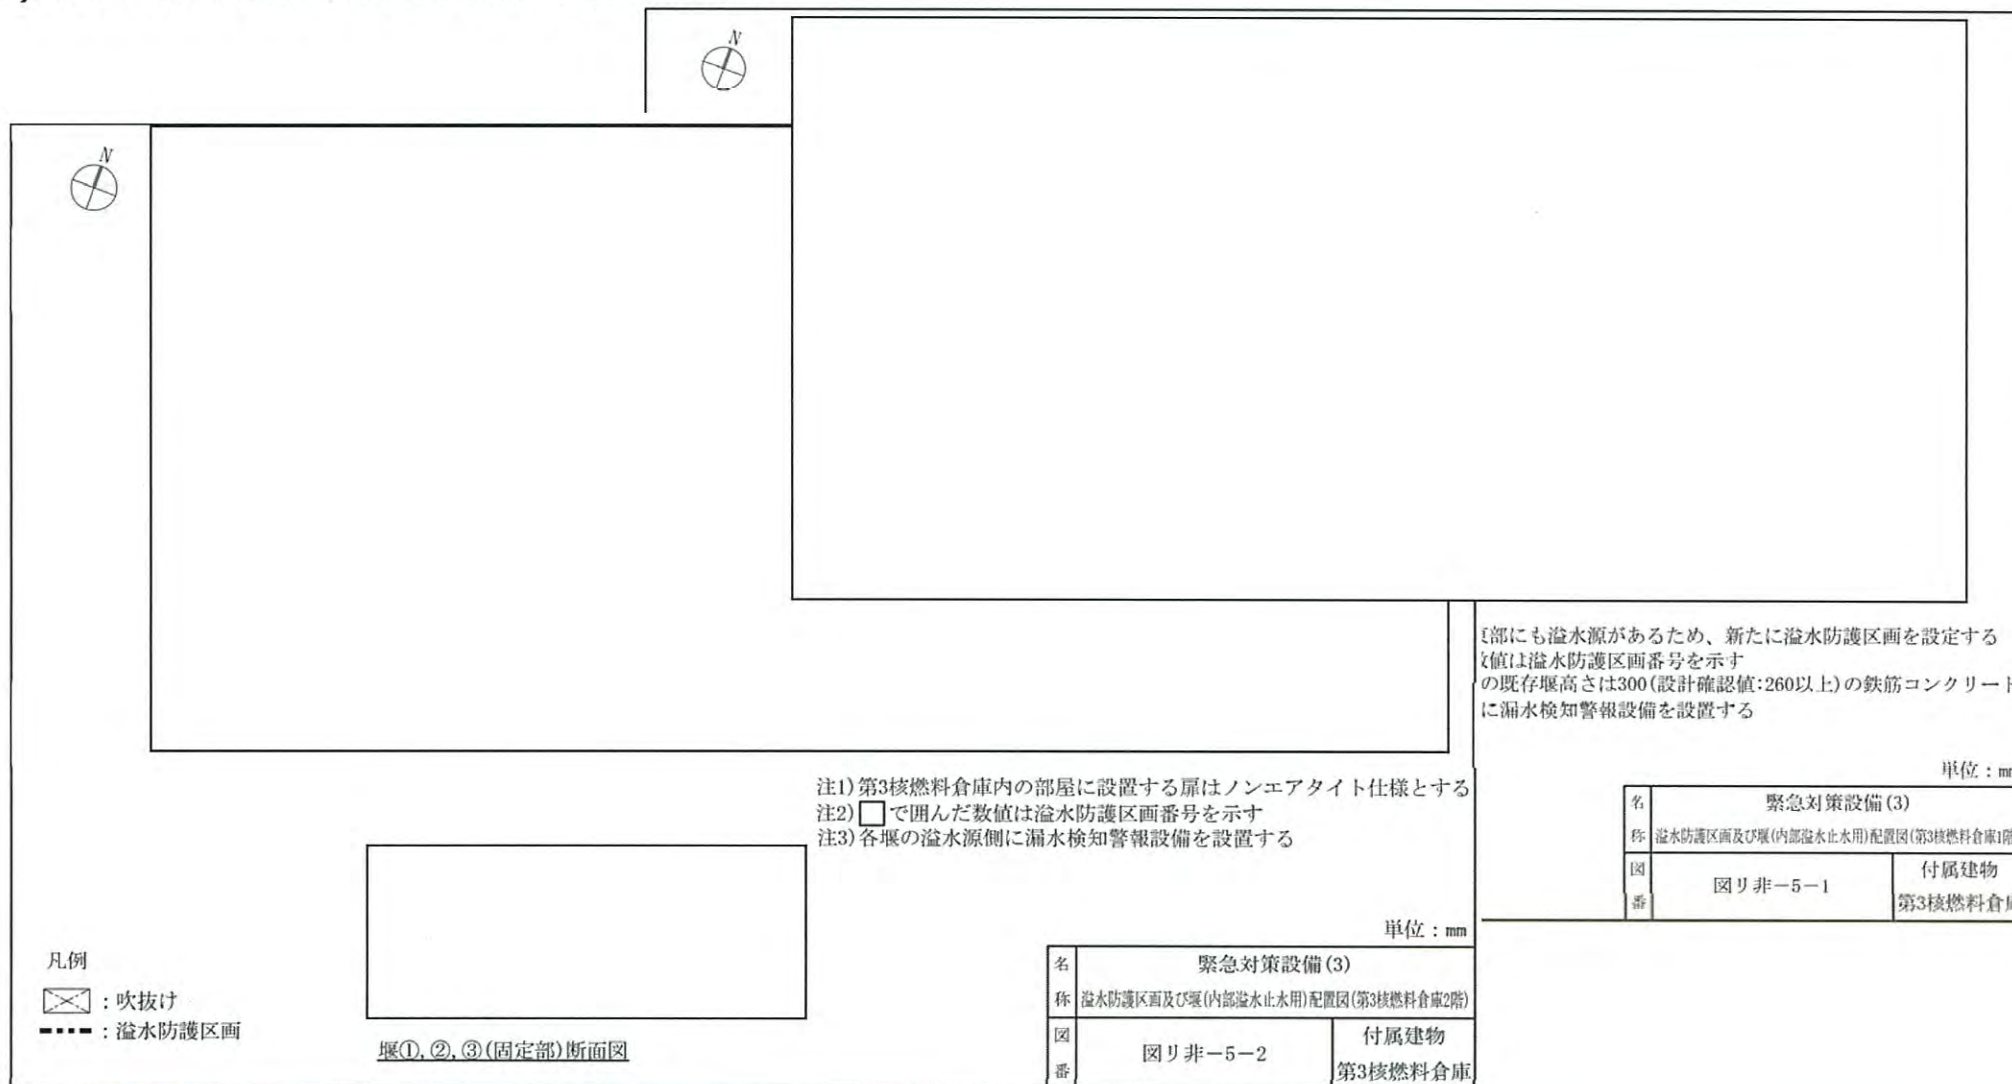 N
N
部にも溢水源があるため、新たに溢水防護区画を設定する
値は溢水防護区画番号を示す
の既存堰高さは300(設計確認値:260以上)の鉄筋コンクリート
に漏水検知警報設備を設置する
単位：mm
名称 緊急対策設備(3)
溢水防護区画及び堰(内部溢水止水用)配置図(第3核燃料倉庫1階
図番 図リ非－5－1 付属建物
第3核燃料倉庫
注1)第3核燃料倉庫内の部屋に設置する扉はノンエアタイト仕様とする
注2)□で囲んだ数値は溢水防護区画番号を示す
注3)各堰の溢水源側に漏水検知警報設備を設置する
単位：mm
名称 緊急対策設備(3)
溢水防護区画及び堰(内部溢水止水用)配置図(第3核燃料倉庫2階)
図番 図リ非－5－2 付属建物
第3核燃料倉庫
凡例
：吹抜け
：溢水防護区画
堰①,②,③(固定部)断面図